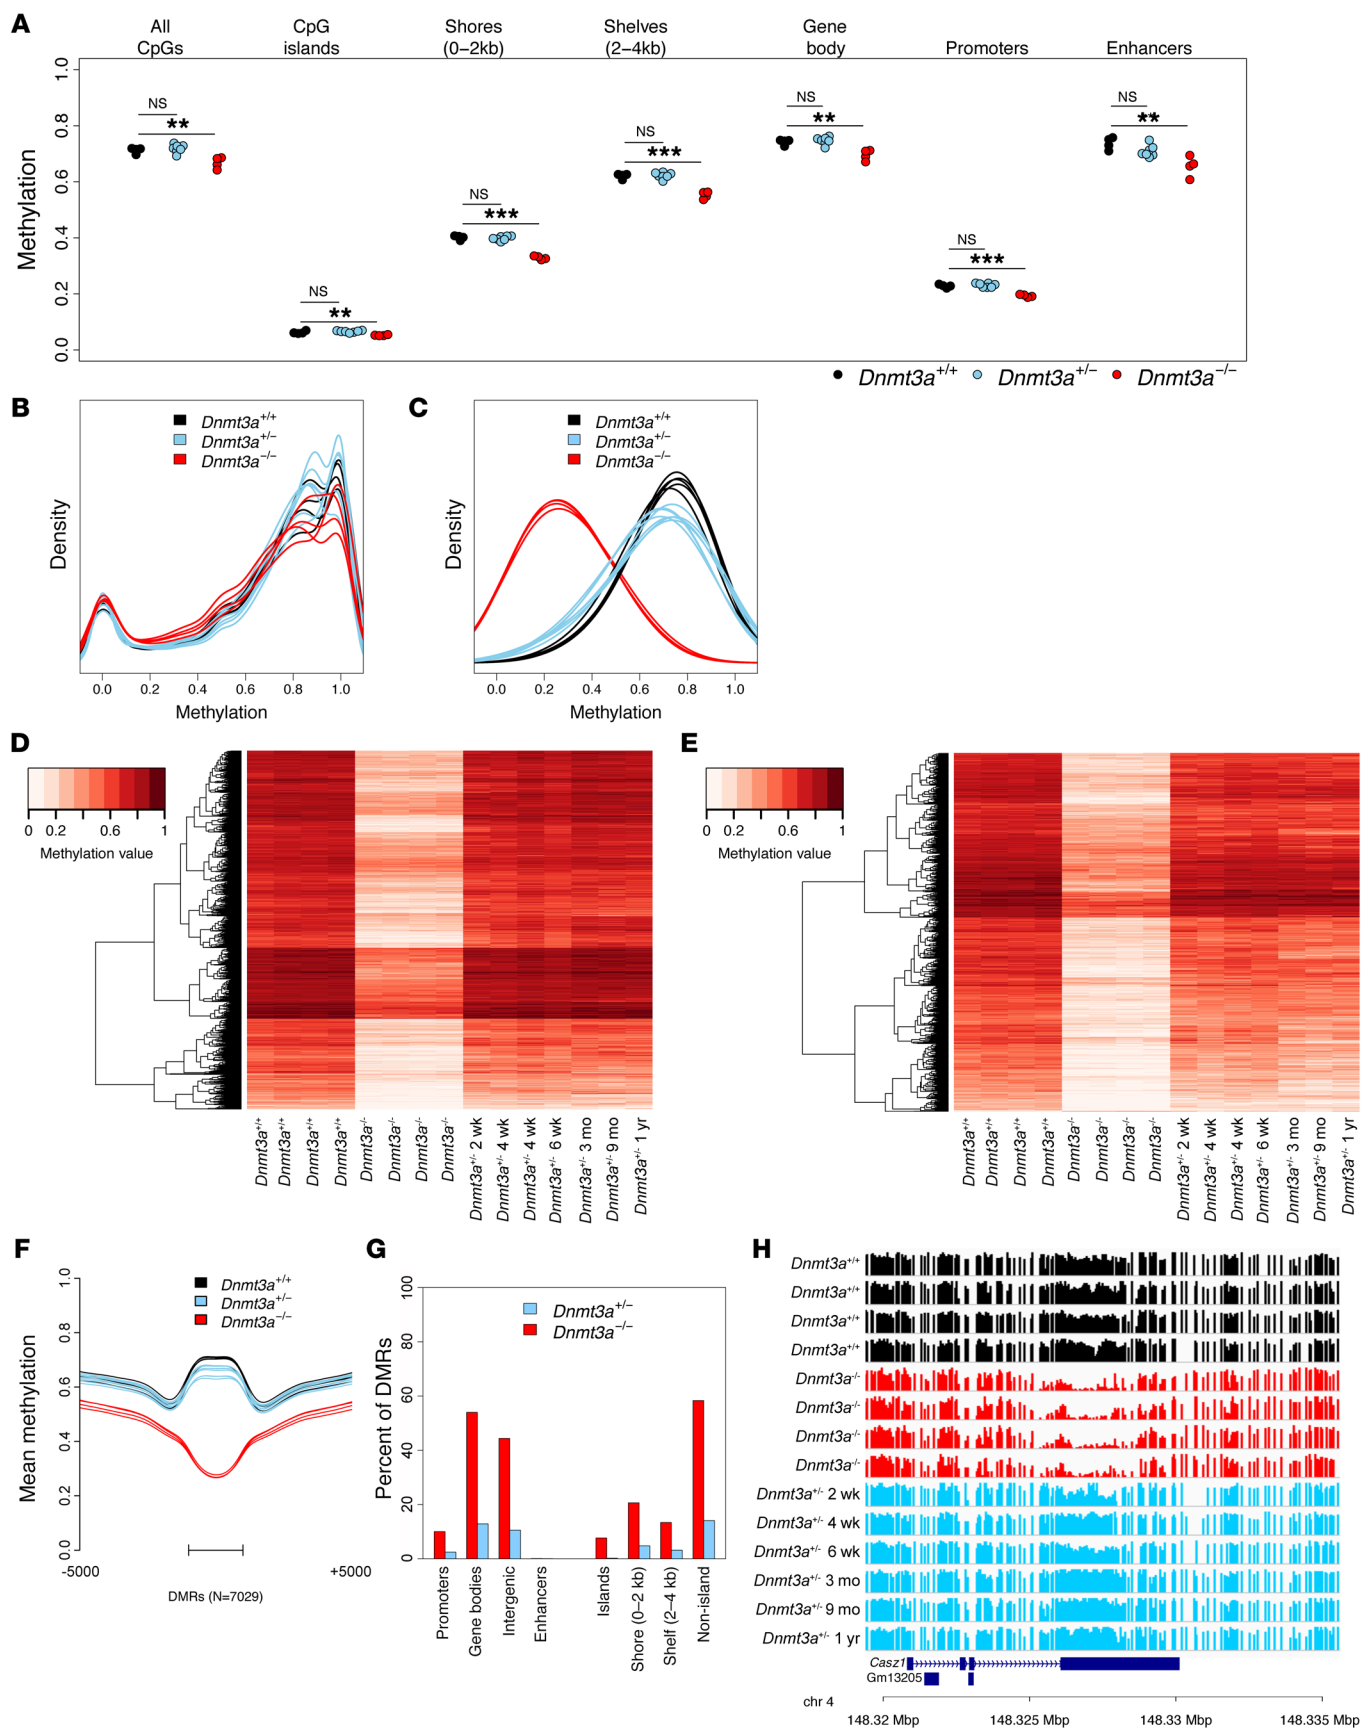 A
All CpGs
CpG islands
Shores (0–2kb)
Shelves (2–4kb)
Gene body
Promoters
Enhancers
Methylation
1.0
0.8
0.6
0.4
0.2
0.0
NS
**
NS
**
NS
***
NS
***
NS
**
NS
***
NS
**
Dnmt3a+/+
Dnmt3a+/–
Dnmt3a–/–
B
Dnmt3a+/+
Dnmt3a+/–
Dnmt3a–/–
Density
0.0 0.2 0.4 0.6 0.8 1.0
Methylation
C
Dnmt3a+/+
Dnmt3a+/–
Dnmt3a–/–
Density
0.0 0.2 0.4 0.6 0.8 1.0
Methylation
D
0 0.2 0.6 1
Methylation value
Dnmt3a+/+
Dnmt3a+/+
Dnmt3a+/+
Dnmt3a+/+
Dnmt3a-/-
Dnmt3a-/-
Dnmt3a-/-
Dnmt3a-/-
Dnmt3a+/- 2 wk
Dnmt3a+/- 4 wk
Dnmt3a+/- 4 wk
Dnmt3a+/- 6 wk
Dnmt3a+/- 3 mo
Dnmt3a+/- 9 mo
Dnmt3a+/- 1 yr
E
0 0.2 0.6 1
Methylation value
Dnmt3a+/+
Dnmt3a+/+
Dnmt3a+/+
Dnmt3a+/+
Dnmt3a-/-
Dnmt3a-/-
Dnmt3a-/-
Dnmt3a-/-
Dnmt3a+/- 2 wk
Dnmt3a+/- 4 wk
Dnmt3a+/- 4 wk
Dnmt3a+/- 6 wk
Dnmt3a+/- 3 mo
Dnmt3a+/- 9 mo
Dnmt3a+/- 1 yr
F
Dnmt3a+/+
Dnmt3a+/–
Dnmt3a–/–
Mean methylation
1.0
0.8
0.6
0.4
0.2
0.0
-5000
+5000
DMRs (N=7029)
G
Dnmt3a+/–
Dnmt3a–/–
Percent of DMRs
100
80
60
40
20
0
Promoters
Gene bodies
Intergenic
Enhancers
Islands
Shore (0–2 kb)
Shelf (2–4 kb)
Non-island
H
Dnmt3a+/+
Dnmt3a+/+
Dnmt3a+/+
Dnmt3a+/+
Dnmt3a-/-
Dnmt3a-/-
Dnmt3a-/-
Dnmt3a-/-
Dnmt3a+/- 2 wk
Dnmt3a+/- 4 wk
Dnmt3a+/- 6 wk
Dnmt3a+/- 3 mo
Dnmt3a+/- 9 mo
Dnmt3a+/- 1 yr
Casz1
Gm13205
chr 4
148.32 Mbp 148.325 Mbp 148.33 Mbp 148.335 Mbp